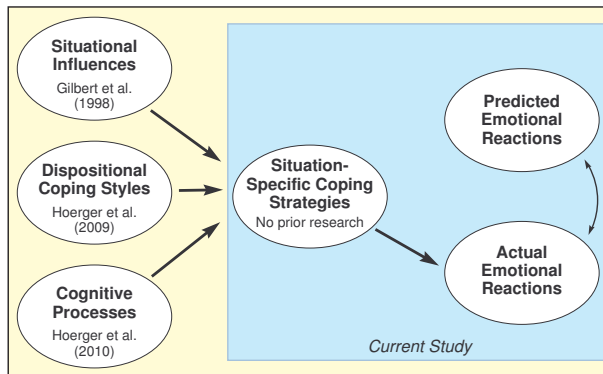 Situational
Influences
Gilbert et al.
(1998)
Dispositional
Coping Styles
Hoerger et al.
(2009)
Cognitive
Processes
Hoerger et al.
(2010)
Situation-
Specific Coping
Strategies
No prior research
Predicted
Emotional
Reactions
Actual
Emotional
Reactions
Current Study